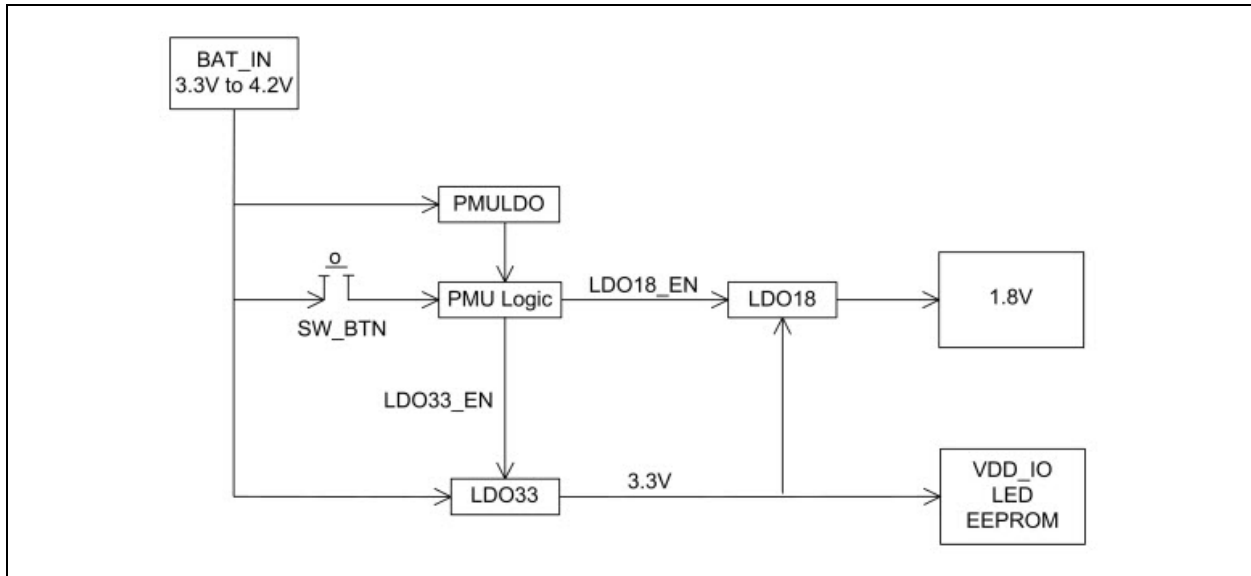 BAT_IN
3.3V to 4.2V
PMULDO
SW_BTN
PMU Logic
LDO18_EN
LDO18
1.8V
LDO33_EN
LDO33
3.3V
VDD_IO
LED
EEPROM